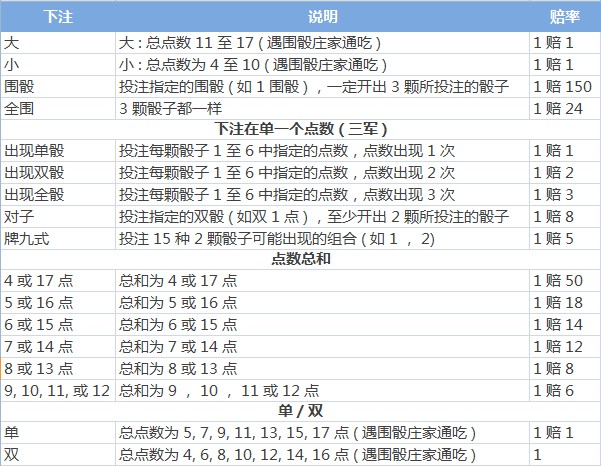 下注 说明 赔率
大 大 : 总点数 11 至 17 ( 遇围骰庄家通吃 ) 1 赔 1
小 小 : 总点数为 4 至 10 ( 遇围骰庄家通吃 ) 1 赔 1
围骰 投注指定的围骰 ( 如 1 围骰 ) ，一定开出 3 颗所投注的骰子 1 赔 150
全围 3 颗骰子都一样 1 赔 24
下注在单一个点数 ( 三军 )
出现单骰 投注每颗骰子 1 至 6 中指定的点数，点数出现 1 次 1 赔 1
出现双骰 投注每颗骰子 1 至 6 中指定的点数，点数出现 2 次 1 赔 2
出现全骰 投注每颗骰子 1 至 6 中指定的点数，点数出现 3 次 1 赔 3
对子 投注指定的双骰 ( 如双 1 点 ) ，至少开出 2 颗所投注的骰子 1 赔 8
牌九式 投注 15 种 2 颗骰子可能出现的组合 ( 如 1 ， 2) 1 赔 5
点数总和
4 或 17 点 总和为 4 或 17 点 1 赔 50
5 或 16 点 总和为 5 或 16 点 1 赔 18
6 或 15 点 总和为 6 或 15 点 1 赔 14
7 或 14 点 总和为 7 或 14 点 1 赔 12
8 或 13 点 总和为 8 或 13 点 1 赔 8
9, 10, 11, 或 12 总和为 9 ， 10 ， 11 或 12 点 1 赔 6
单 / 双
单 总点数为 5, 7, 9, 11, 13, 15, 17 点 ( 遇围骰庄家通吃 ) 1 赔 1
双 总点数为 4, 6, 8, 10, 12, 14, 16 点 ( 遇围骰庄家通吃 ) 1